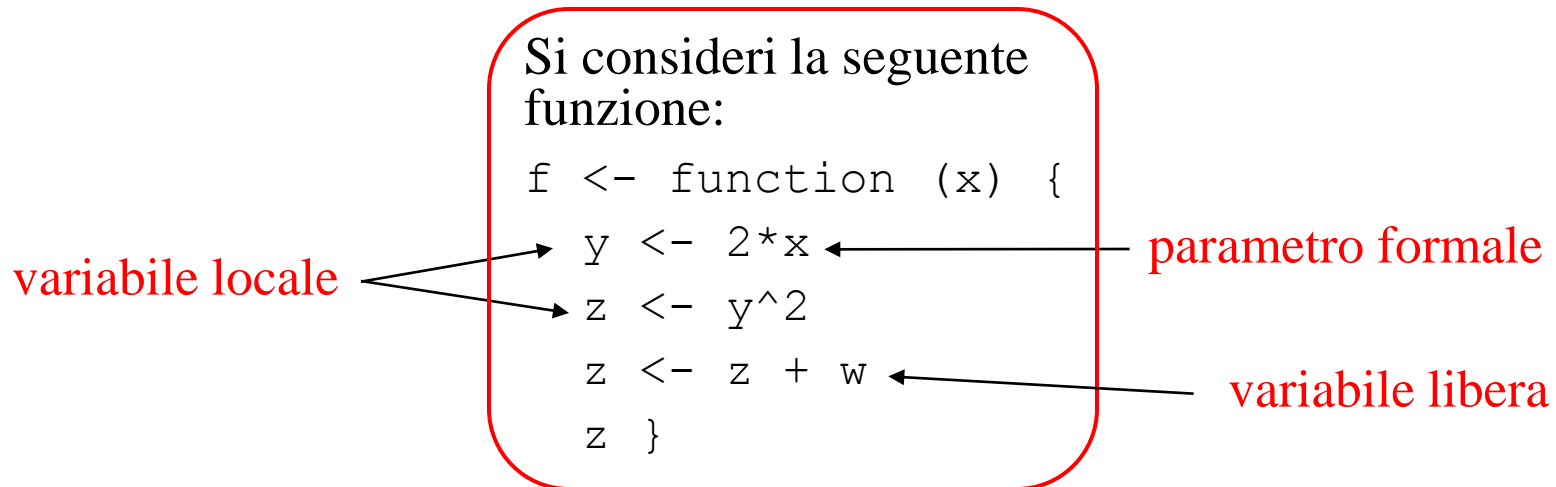 Si consideri la seguente
funzione:
f <- function (x) {
y <- 2*x
parametro formale
variabile locale
z <- y^2
z <- z + w
variabile libera
z }